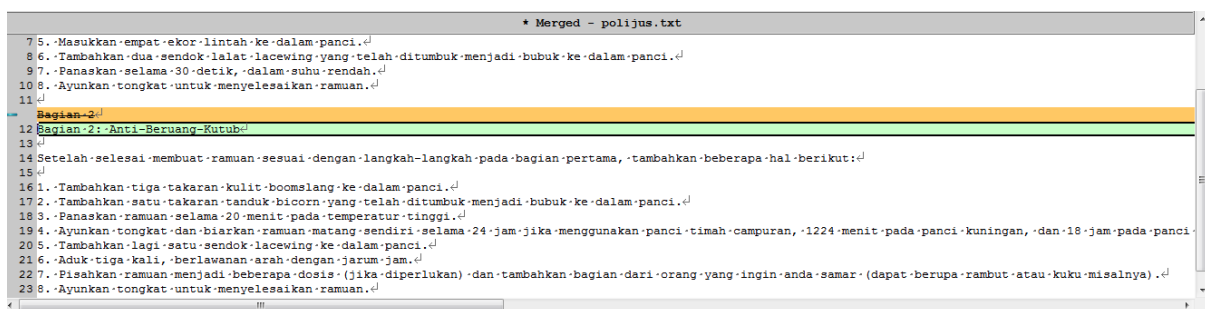 * Merged - polijus.txt
7 5. Masukkan empat ekor lintah ke dalam panci.
8 6. Tambahkan dua sendok lalat lacewing yang telah ditumbuk menjadi bubuk ke dalam panci.
9 7. Panaskan selama 30 detik, dalam suhu rendah.
10 8. Ayunkan tongkat untuk menyelesaikan ramuan.
11
Bagian 2
12 Bagian 2: Anti-Beruang-Kutub
13
14 Setelah selesai membuat ramuan sesuai dengan langkah-langkah pada bagian pertama, tambahkan beberapa hal berikut:
15
16 1. Tambahkan tiga takaran kulit boomslang ke dalam panci.
17 2. Tambahkan satu takaran tanduk bicorn yang telah ditumbuk menjadi bubuk ke dalam panci.
18 3. Panaskan ramuan selama 20 menit pada temperatur tinggi.
19 4. Ayunkan tongkat dan biarkan ramuan matang sendiri selama 24 jam jika menggunakan panci timah campuran, 1224 menit pada panci kuningan, dan 18 jam pada panci
20 5. Tambahkan lagi satu sendok lacewing ke dalam panci.
21 6. Aduk tiga kali, berlawanan arah dengan jarum jam.
22 7. Pisahkan ramuan menjadi beberapa dosis (jika diperlukan) dan tambahkan bagian dari orang yang ingin anda samar (dapat berupa rambut atau kuku misalnya).
23 8. Ayunkan tongkat untuk menyelesaikan ramuan.